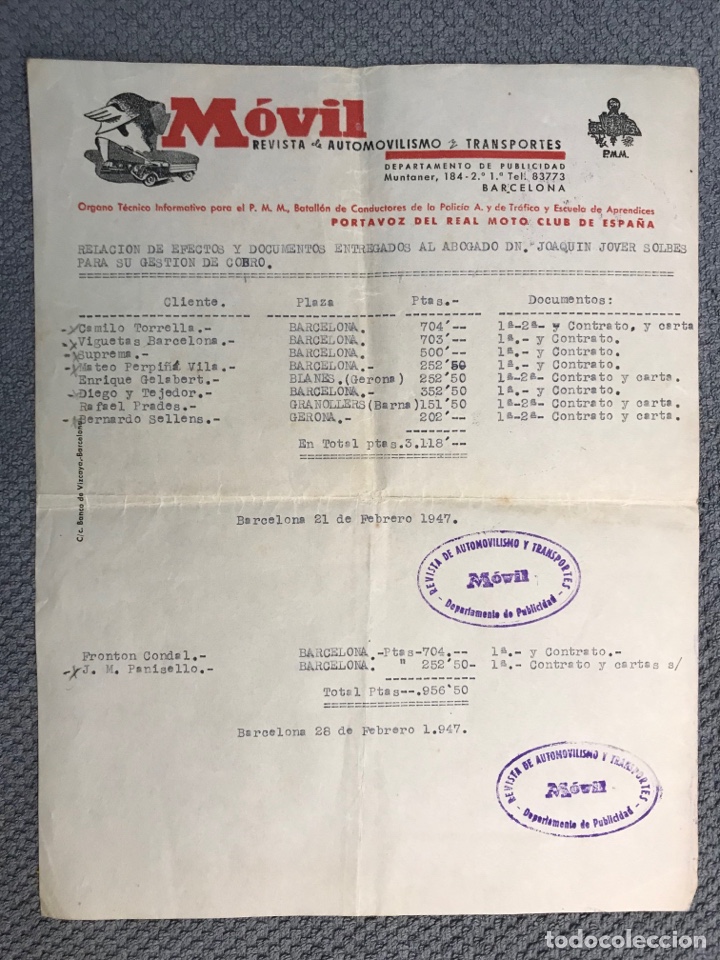 Móvil
REVISTA de AUTOMOVILISMO y TRANSPORTES
P.M.M.
DEPARTAMENTO DE PUBLICIDAD
Muntaner, 184-2.º 1.ª Tel. 83773
BARCELONA
Organo Técnico Informativo para el P. M. M., Batallón de Conductores de la Policía A. y de Tráfico y Escuela de Aprendices
PORTAVOZ DEL REAL MOTO CLUB DE ESPAÑA
RELACION DE EFECTOS Y DOCUMENTOS ENTREGADOS AL ABOGADO DN. JOAQUIN JOVER SOLBES
PARA SU GESTION DE COBRO.
Cliente. Plaza Ptas.- Documentos:
Camilo Torrella.- BARCELONA. 704'-- 1ª-2ª- y Contrato, y carta
Viguetas Barcelona.- BARCELONA. 703'-- 1ª.- y Contrato.
Suprema.- BARCELONA. 500'-- 1ª.- y Contrato.
Mateo Perpiñá Vila.- BARCELONA.- 252'50 1ª.- y Contrato.
Enrique Gelabert.- BLANES.(Gerona) 252'50 1ª-2ª- Contrato y carta.
Diego y Tejedor.- BARCELONA.- 352'50 1ª.- y Contrato.
Rafael Prades.- GRANOLLERS(Barna) 151'50 1ª-2ª- Contrato y carta.
Bernardo Sellens.- GERONA. 202'-- 1ª-2ª- Contrato y carta.
En Total ptas.3.118'--
C/c. Banco de Vizcaya.-Barcelona
Barcelona 21 de Febrero 1947.
REVISTA DE AUTOMOVILISMO Y TRANSPORTES
Móvil
- Departamento de Publicidad -
Fronton Condal.- BARCELONA.-Ptas-704.-- 1ª.- y Contrato.-
J. M. Panisello.- BARCELONA. " 252'50- 1ª.- Contrato y cartas s/
Total Ptas--.956'50
Barcelona 28 de Febrero 1.947.
REVISTA DE AUTOMOVILISMO Y TRANSPORTES
Móvil
- Departamento de Publicidad -
todocoleccion.net